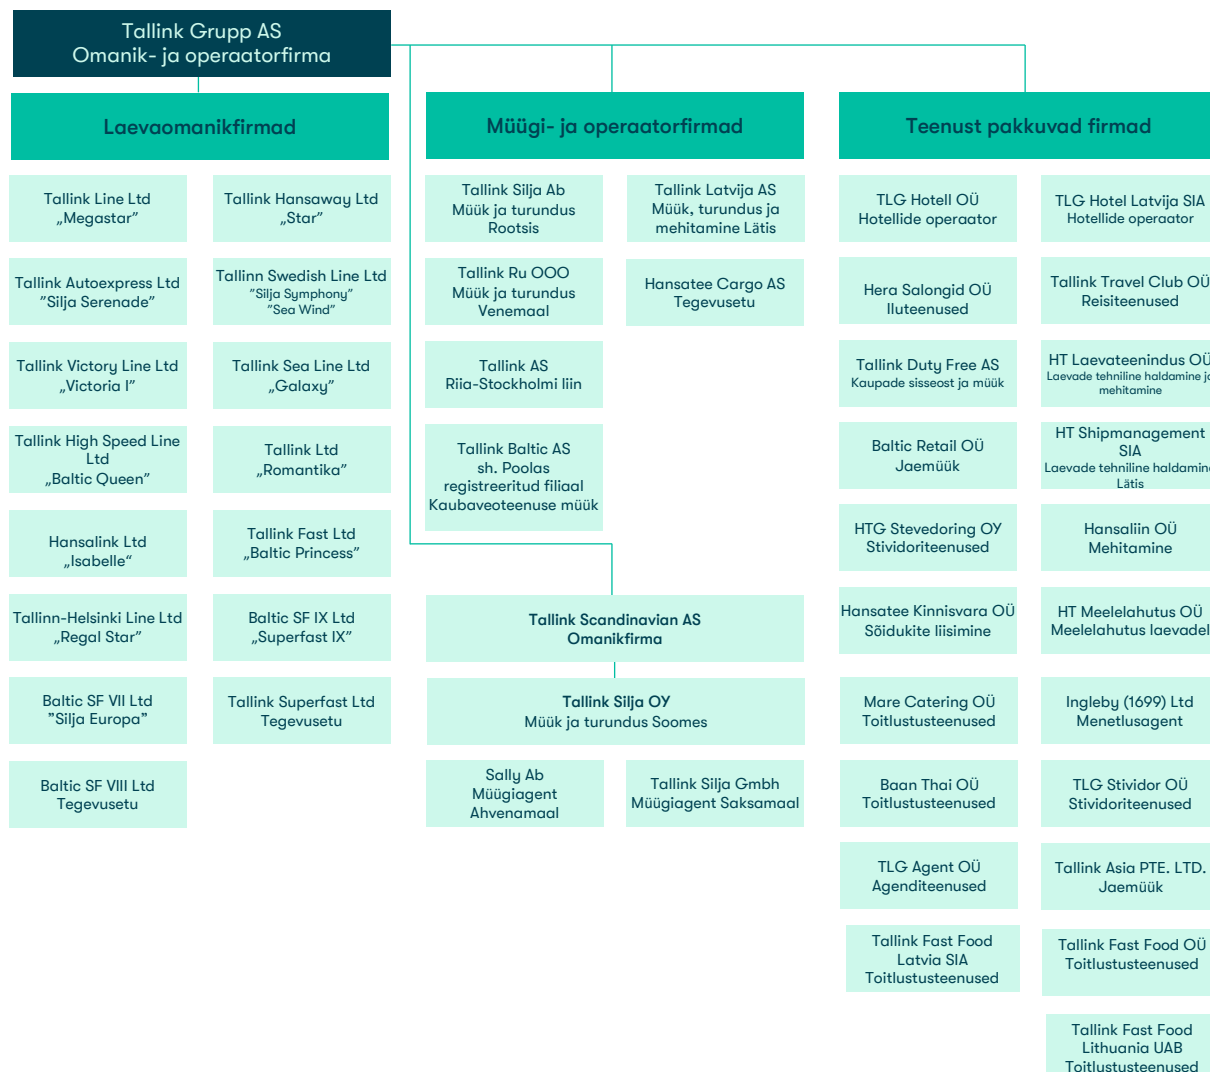 Tallink Grupp AS
Omanik- ja operaatorfirma
Laevaomanikfirmad
Tallink Line Ltd
„Megastar”
Tallink Hansaway Ltd
„Star”
Tallink Autoexpress Ltd
”Silja Serenade”
Tallinn Swedish Line Ltd
”Silja Symphony”
”Sea Wind”
Tallink Victory Line Ltd
„Victoria I”
Tallink Sea Line Ltd
„Galaxy”
Tallink High Speed Line
Ltd
„Baltic Queen”
Tallink Ltd
„Romantika”
Hansalink Ltd
„Isabelle“
Tallink Fast Ltd
„Baltic Princess”
Tallinn-Helsinki Line Ltd
„Regal Star”
Baltic SF IX Ltd
„Superfast IX”
Baltic SF VII Ltd
”Silja Europa”
Tallink Superfast Ltd
Tegevusetu
Baltic SF VIII Ltd
Tegevusetu
Müügi- ja operaatorfirmad
Tallink Silja Ab
Müük ja turundus
Rootsis
Tallink Latvija AS
Müük, turundus ja
mehitamine Lätis
Tallink Ru OOO
Müük ja turundus
Venemaal
Hansatee Cargo AS
Tegevusetu
Tallink AS
Riia-Stockholmi liin
Tallink Baltic AS
sh. Poolas
registreeritud filiaal
Kaubaveoteenuse müük
Tallink Scandinavian AS
Omanikfirma
Tallink Silja OY
Müük ja turundus Soomes
Sally Ab
Müügiagent
Ahvenamaal
Tallink Silja Gmbh
Müügiagent Saksamaal
Teenust pakkuvad firmad
TLG Hotell OÜ
Hotellide operaator
TLG Hotel Latvija SIA
Hotellide operaator
Hera Salongid OÜ
Iluteenused
Tallink Travel Club OÜ
Reisiteenused
Tallink Duty Free AS
Kaupade sisseost ja müük
HT Laevateenindus OÜ
Laevade tehniline haldamine ja
mehitamine
Baltic Retail OÜ
Jaemüük
HT Shipmanagement
SIA
Laevade tehniline haldamine
Lätis
HTG Stevedoring OY
Stividoriteenused
Hansaliin OÜ
Mehitamine
Hansatee Kinnisvara OÜ
Sõidukite liisimine
HT Meelelahutus OÜ
Meelelahutus laevadel
Mare Catering OÜ
Toitlustusteenused
Ingleby (1699) Ltd
Menetlusagent
Baan Thai OÜ
Toitlustusteenused
TLG Stividor OÜ
Stividoriteenused
TLG Agent OÜ
Agenditeenused
Tallink Asia PTE. LTD.
Jaemüük
Tallink Fast Food
Latvia SIA
Toitlustusteenused
Tallink Fast Food OÜ
Toitlustusteenused
Tallink Fast Food
Lithuania UAB
Toitlustusteenused